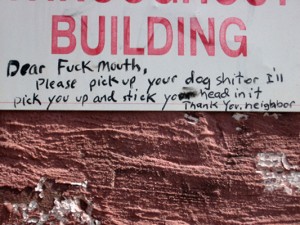 THROUGHOUT
BUILDING
Dear Fuck-Mouth,
Please pick up your dog shit or I'll
pick you up and stick your head in it
Thank You, neighbor